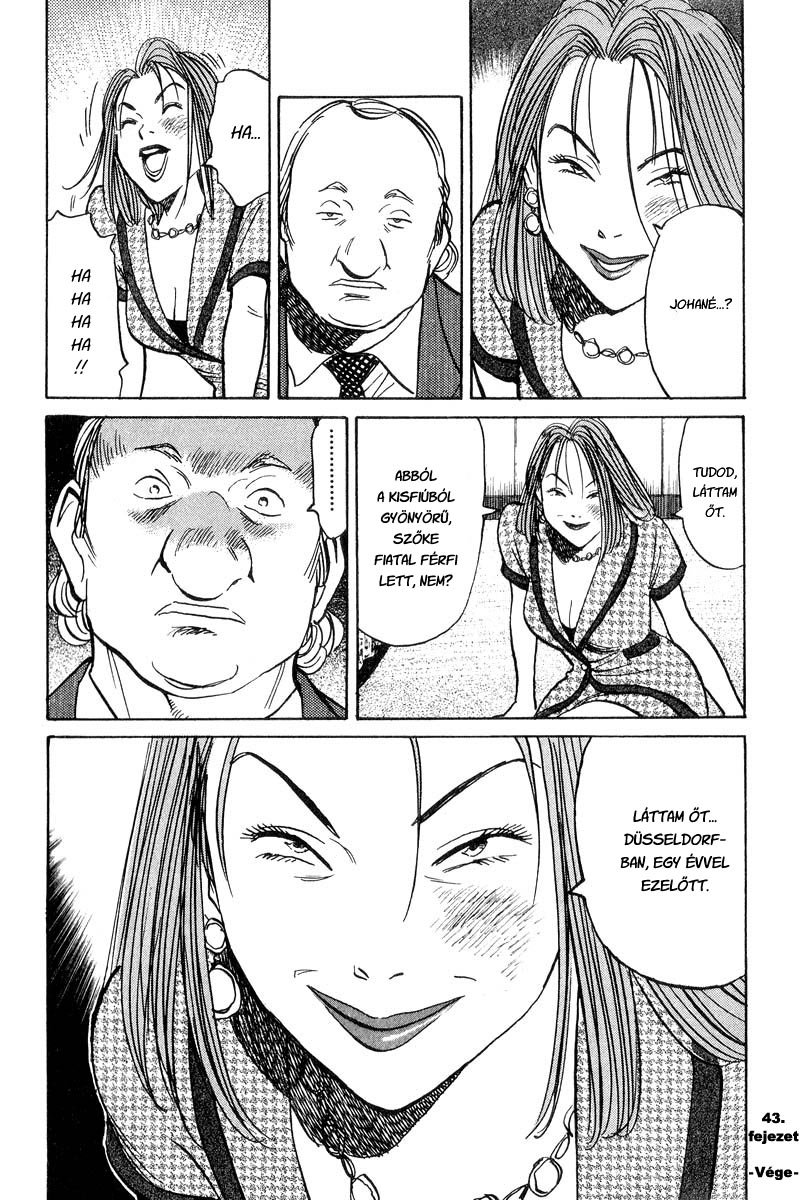 JOHANÉ...?
HA...
HA
HA
HA
HA
!!
TUDOD,
LÁTTAM
ŐT.
ABBÓL
A KISFIÚBÓL
GYÖNYÖRŰ,
SZŐKE
FIATAL FÉRFI
LETT, NEM?
..........
LÁTTAM ŐT...
DÜSSELDORF-
BAN, EGY ÉVVEL
EZELŐTT.
43.
fejezet
-Vége-